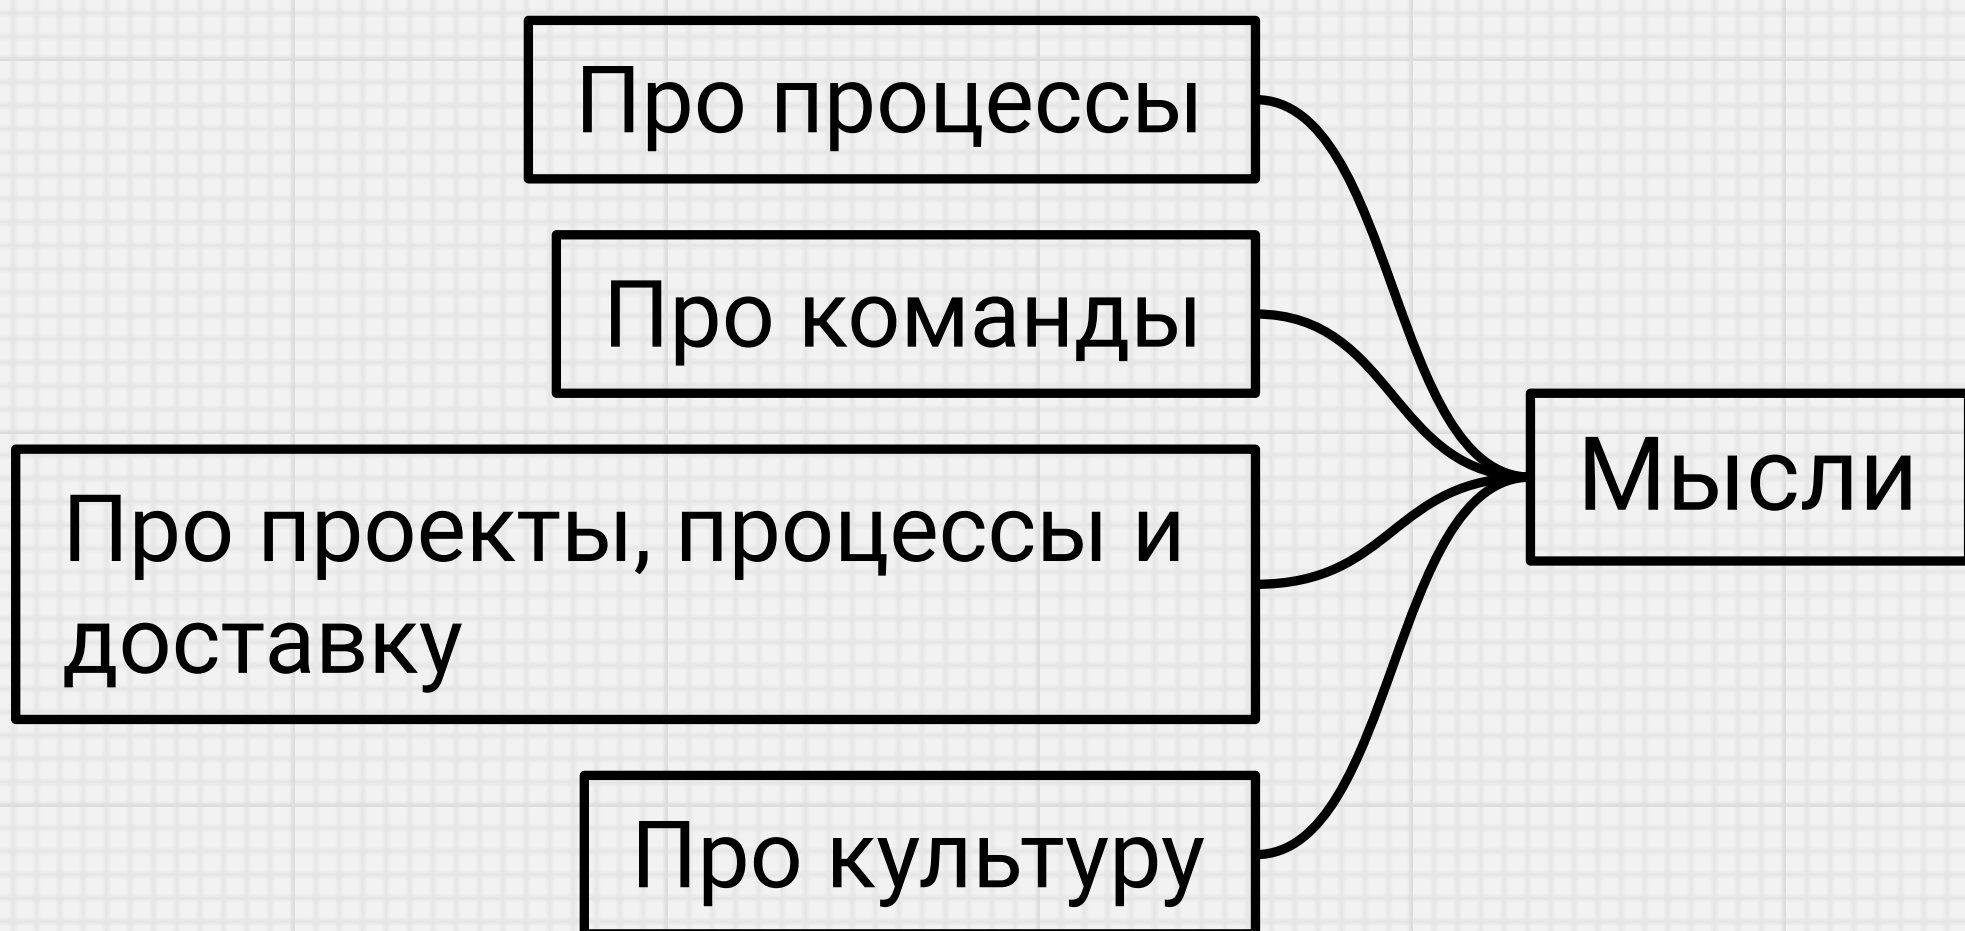 Про процессы
Про команды
Про проекты, процессы и
доставку
Про культуру
Мысли